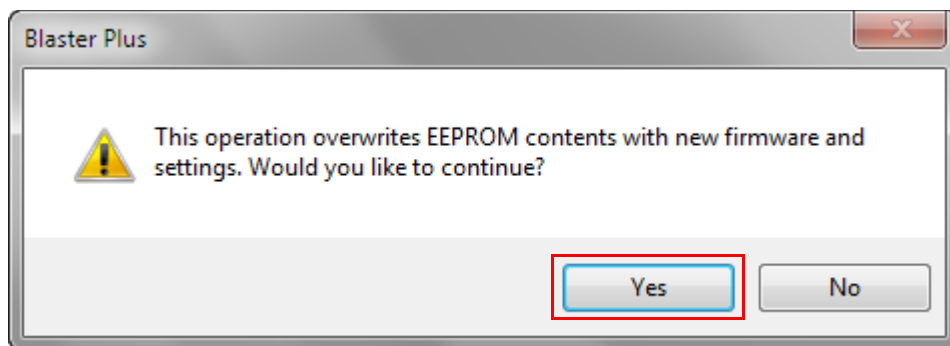 Blaster Plus
This operation overwrites EEPROM contents with new firmware and
settings. Would you like to continue?
Yes
No